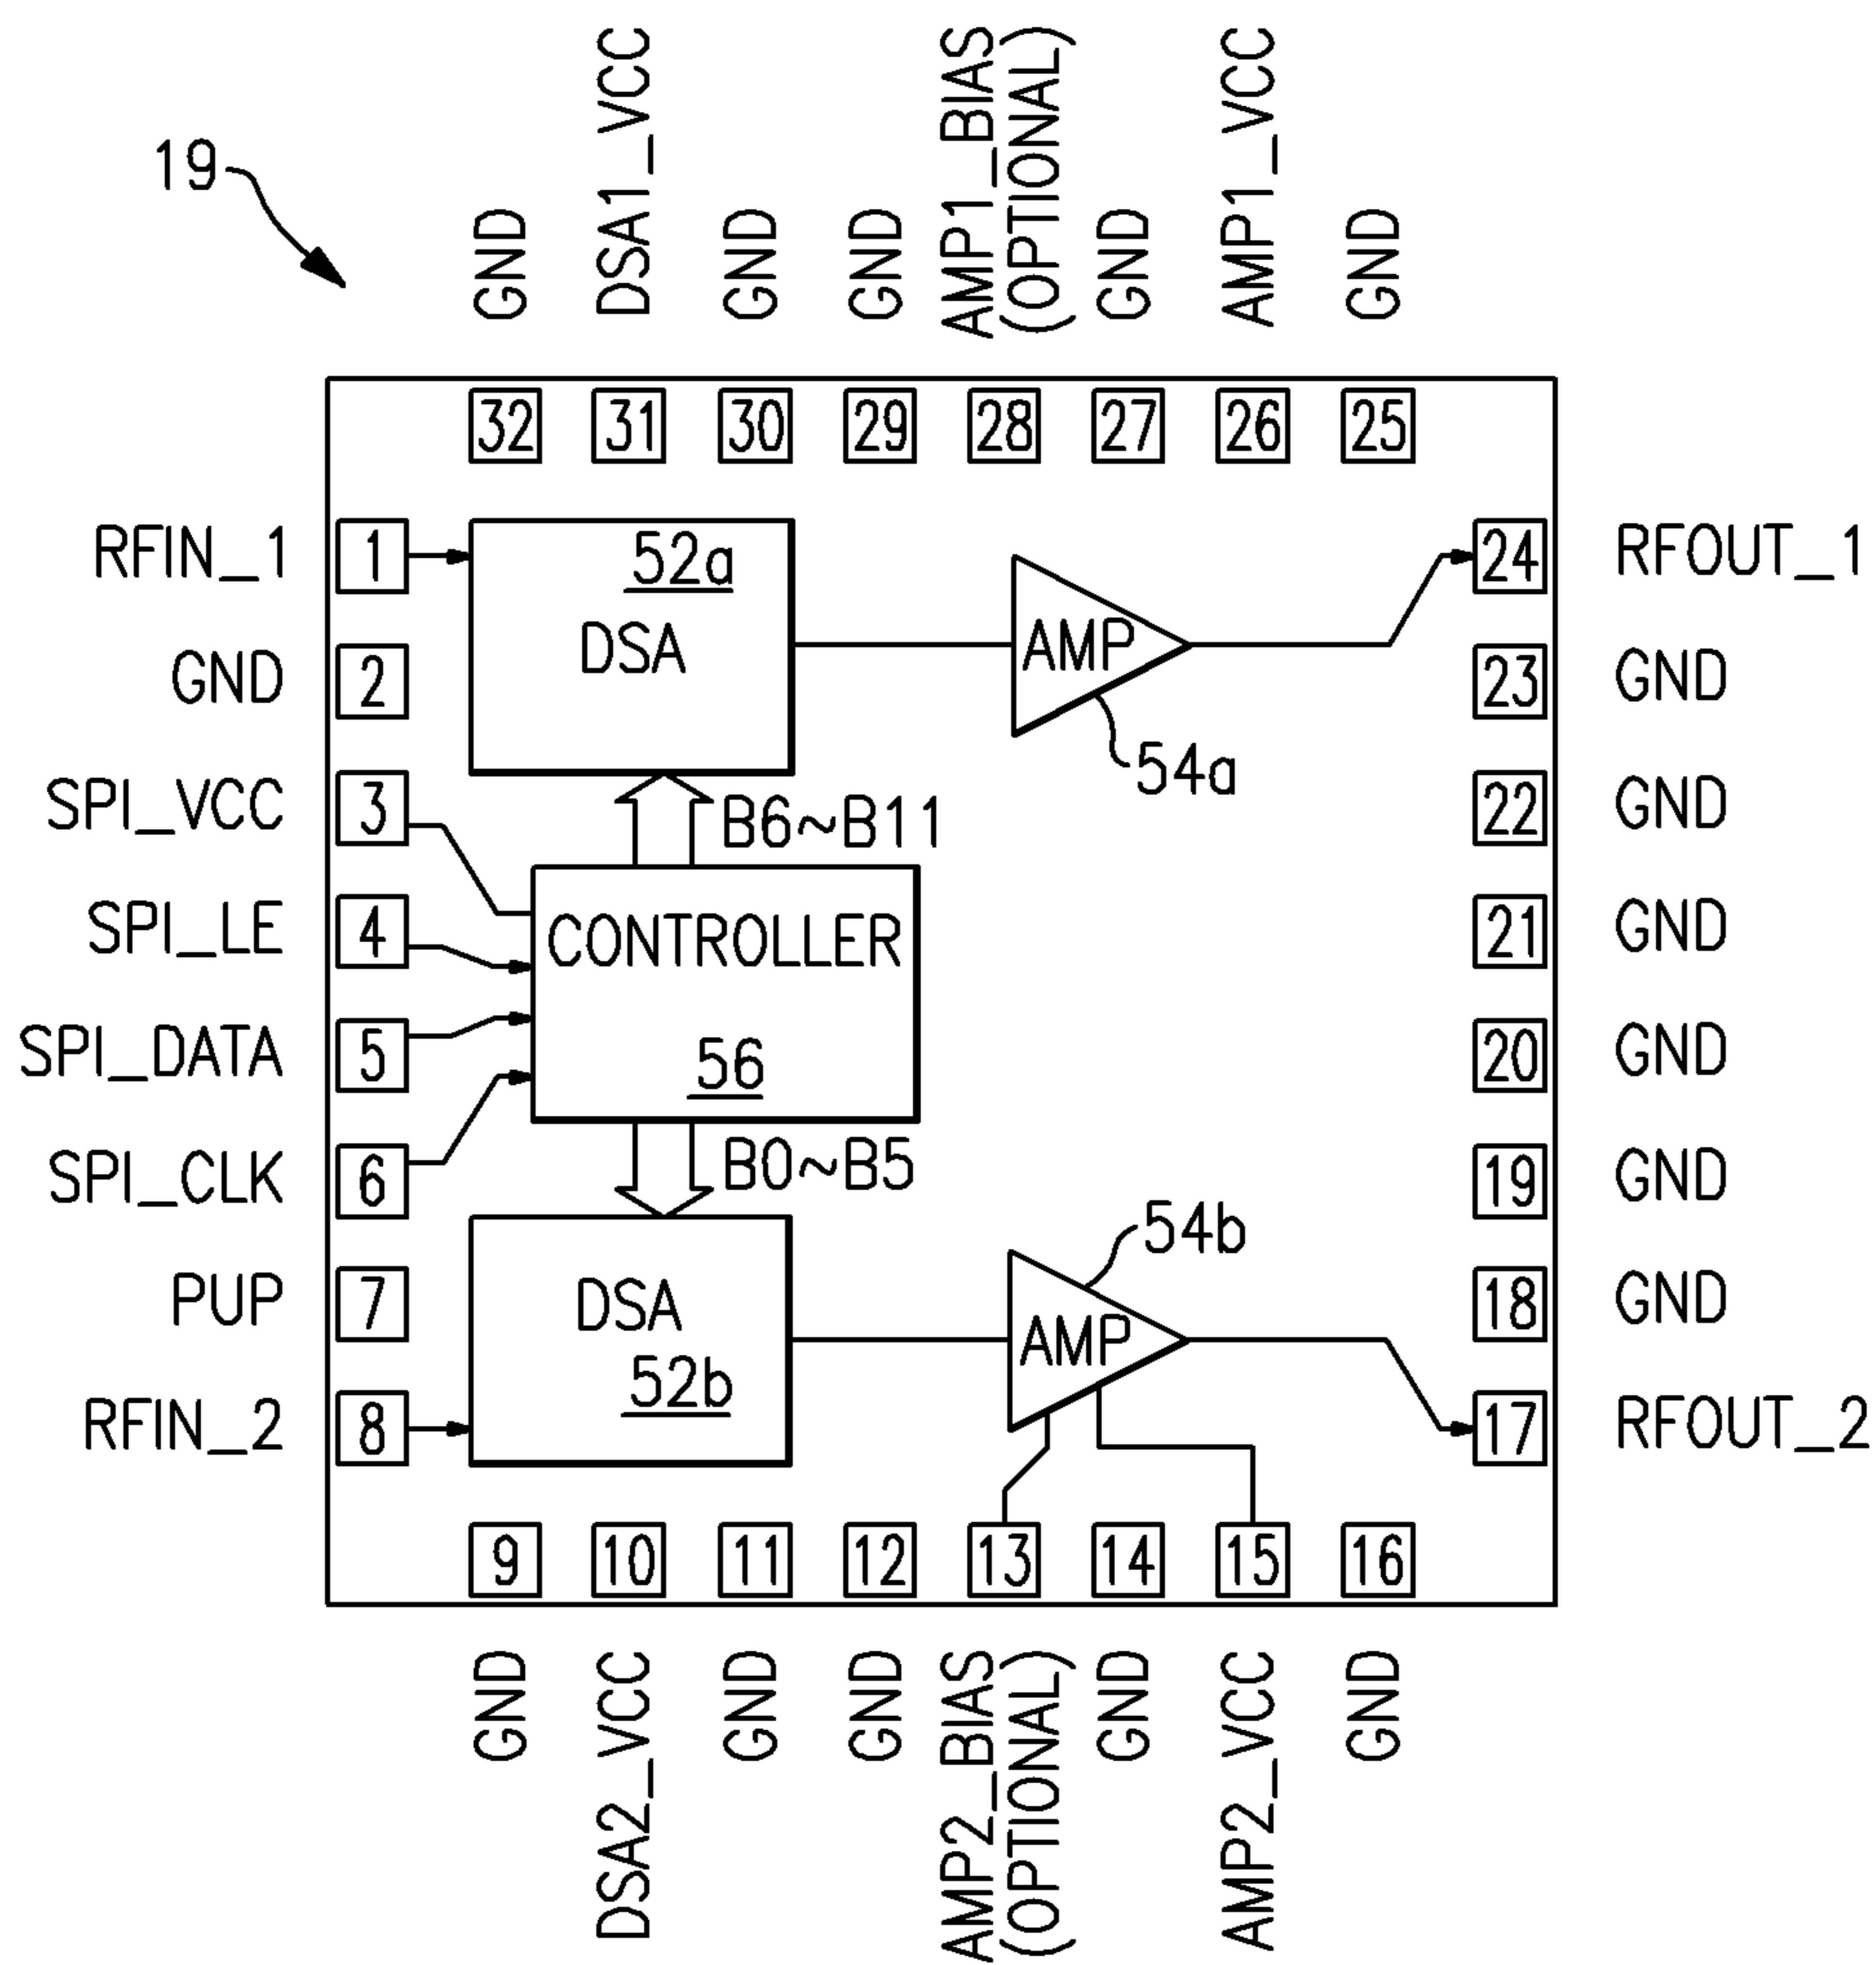 19
GND
DSA1_VCC
GND
GND
AMP1_BIAS
(OPTIONAL)
GND
AMP1_VCC
GND
32
31
30
29
28
27
26
25
RFIN_1
1
52a
DSA
AMP
54a
24
RFOUT_1
GND
2
23
GND
SPI_VCC
3
B6~B11
22
GND
SPI_LE
4
CONTROLLER
56
21
GND
SPI_DATA
5
20
GND
SPI_CLK
6
B0~B5
19
GND
PUP
7
DSA
52b
AMP
54b
18
GND
RFIN_2
8
17
RFOUT_2
9
10
11
12
13
14
15
16
GND
DSA2_VCC
GND
GND
AMP2_BIAS
(OPTIONAL)
GND
AMP2_VCC
GND